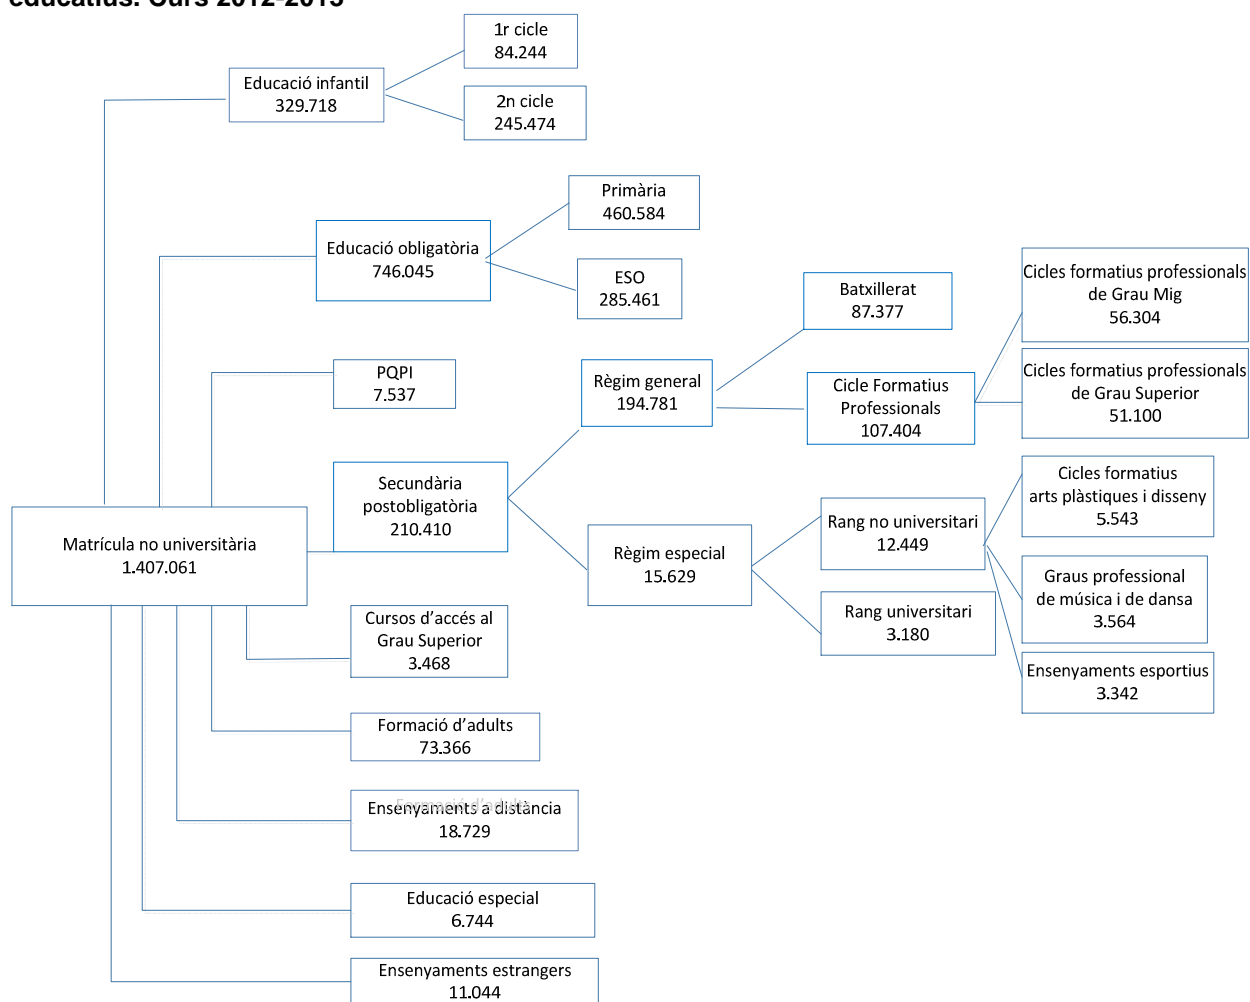 educatius. Curs 2012-2013
1r cicle
84.244
Educació infantil
329.718
2n cicle
245.474
Primària
460.584
Educació obligatòria
746.045
ESO
285.461
Batxillerat
87.377
Cicles formatius professionals
de Grau Mig
56.304
PQPI
7.537
Règim general
194.781
Cicle Formatius
Professionals
107.404
Cicles formatius professionals
de Grau Superior
51.100
Secundària
postobligatòria
210.410
Cicles formatius
arts plàstiques i disseny
5.543
Matrícula no universitària
1.407.061
Règim especial
15.629
Rang no universitari
12.449
Graus professional
de música i de dansa
3.564
Rang universitari
3.180
Ensenyaments esportius
3.342
Cursos d’accés al
Grau Superior
3.468
Formació d’adults
73.366
Formació d’adults
Ensenyaments a distància
18.729
Educació especial
6.744
Ensenyaments estrangers
11.044